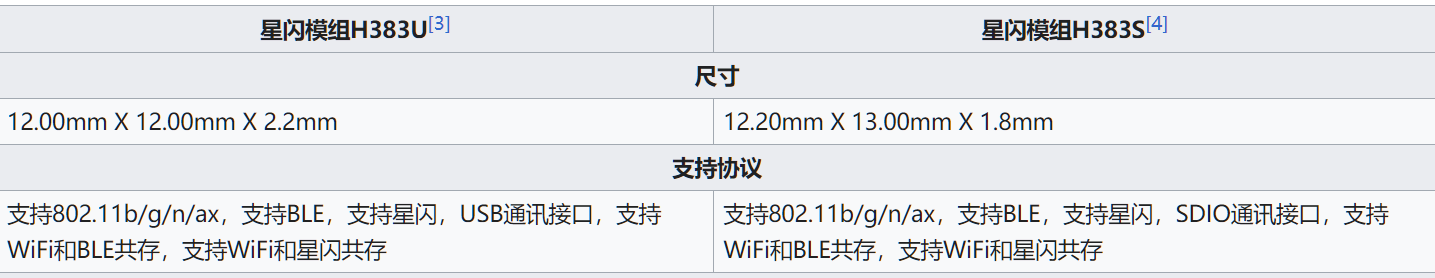 星闪模组H383U[3]
星闪模组H383S[4]
尺寸
12.00mm X 12.00mm X 2.2mm
12.20mm X 13.00mm X 1.8mm
支持协议
支持802.11b/g/n/ax，支持BLE，支持星闪，USB通讯接口，支持
WiFi和BLE共存，支持WiFi和星闪共存
支持802.11b/g/n/ax，支持BLE，支持星闪，SDIO通讯接口，支持
WiFi和BLE共存，支持WiFi和星闪共存